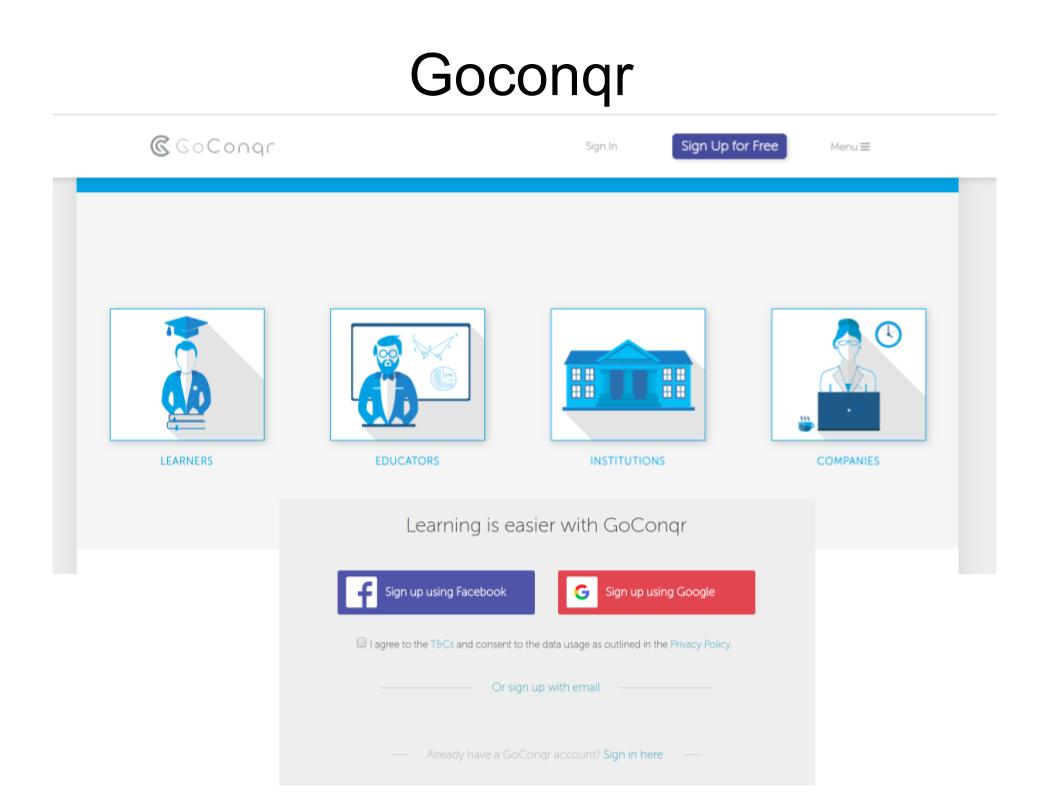 Goconqr
GoConqr
Sign In
Sign Up for Free
Menu
LEARNERS
EDUCATORS
INSTITUTIONS
COMPANIES
Learning is easier with GoConqr
Sign up using Facebook
Sign up using Google
I agree to the T&Cs and consent to the data usage as outlined in the Privacy Policy.
Or sign up with email
Already have a GoConqr account? Sign in here.